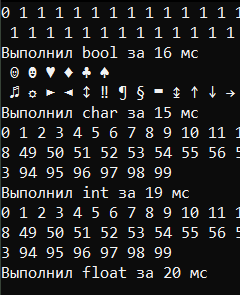 0 1 1 1 1 1 1 1 1 1 1 1 1
1 1 1 1 1 1 1 1 1 1 1 1 1
Выполнил bool за 16 мс
☺ ☻ ♥ ♦ ♣ ♠
♫ ☼ ► ◄ ↕ ‼ ¶ § ▬ ↨ ↑ ↓ →
Выполнил char за 15 мс
0 1 2 3 4 5 6 7 8 9 10 11 1
8 49 50 51 52 53 54 55 56 5
3 94 95 96 97 98 99
Выполнил int за 19 мс
0 1 2 3 4 5 6 7 8 9 10 11 1
8 49 50 51 52 53 54 55 56 5
3 94 95 96 97 98 99
Выполнил float за 20 мс